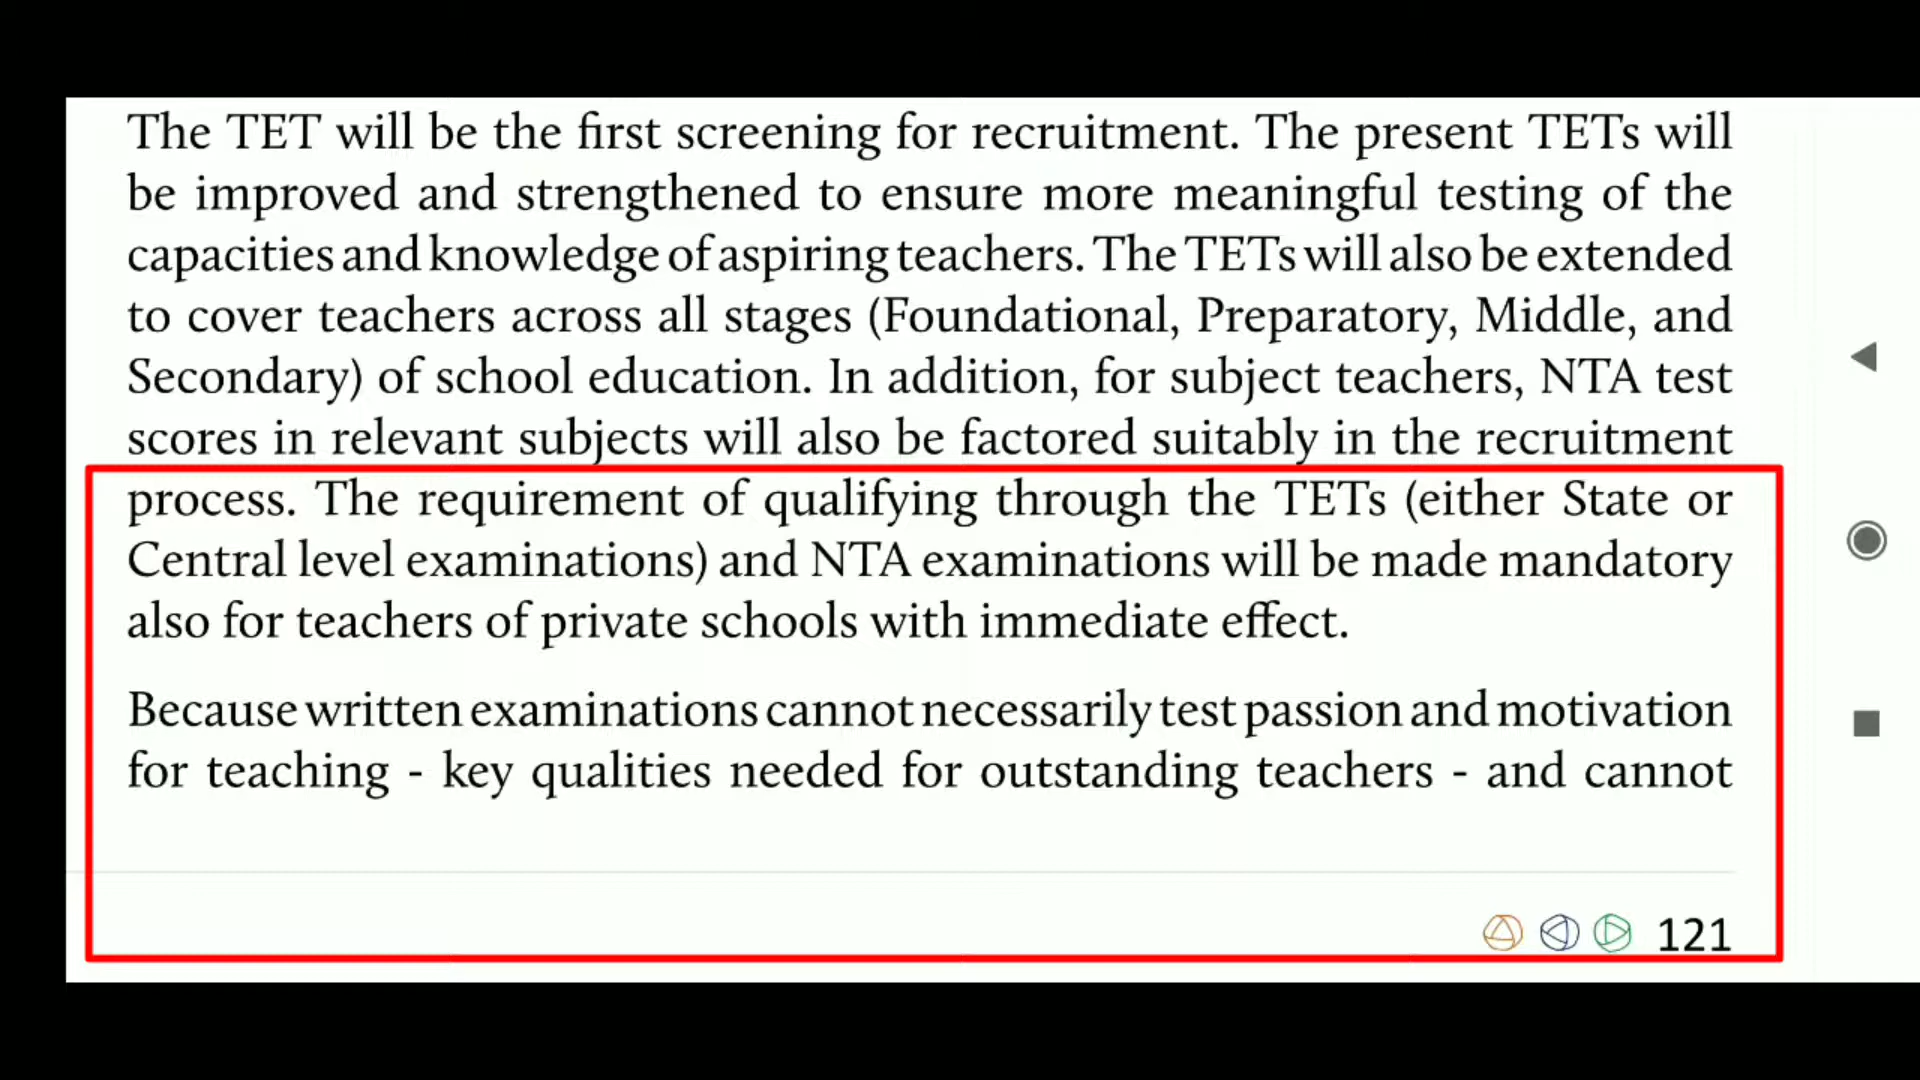 The TET will be the first screening for recruitment. The present TETs will
be improved and strengthened to ensure more meaningful testing of the
capacities and knowledge of aspiring teachers. The TETs will also be extended
to cover teachers across all stages (Foundational, Preparatory, Middle, and
Secondary) of school education. In addition, for subject teachers, NTA test
scores in relevant subjects will also be factored suitably in the recruitment
process. The requirement of qualifying through the TETs (either State or
Central level examinations) and NTA examinations will be made mandatory
also for teachers of private schools with immediate effect.
Because written examinations cannot necessarily test passion and motivation
for teaching - key qualities needed for outstanding teachers - and cannot
121